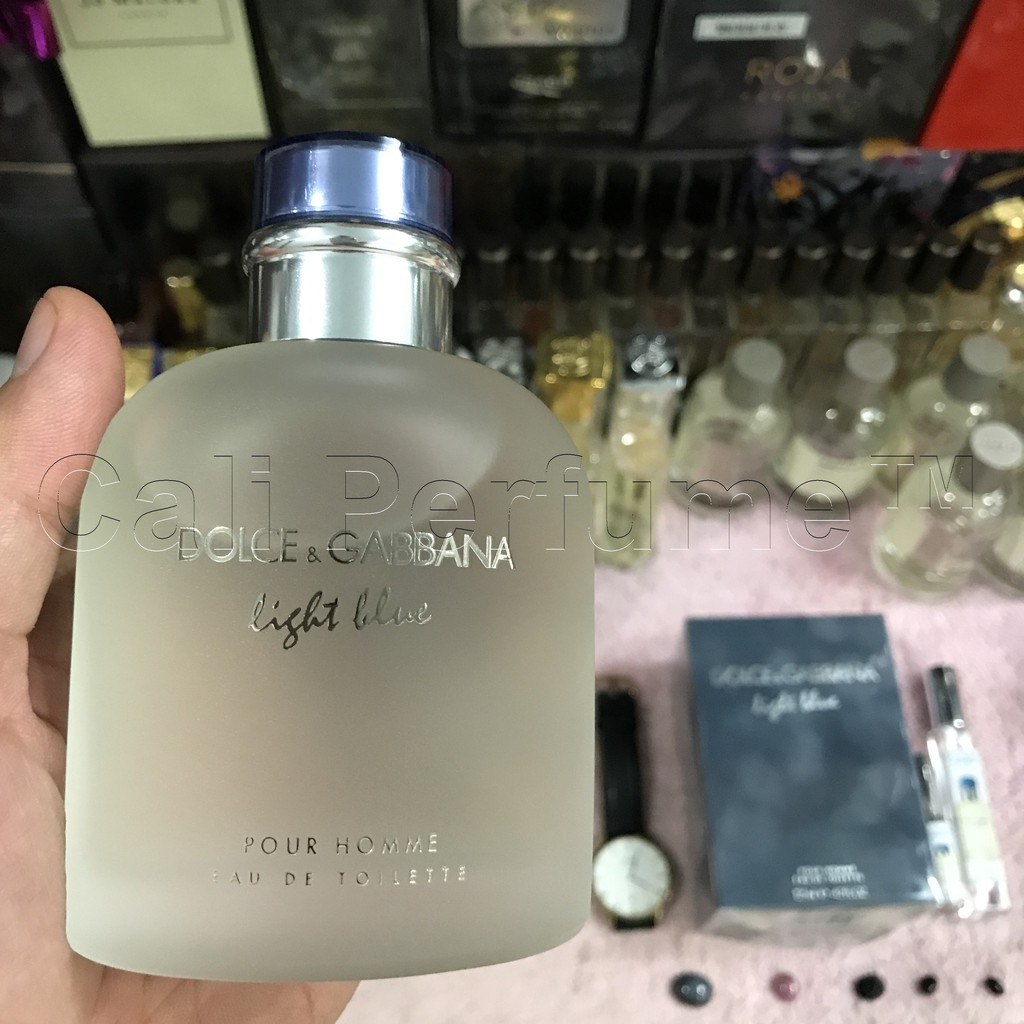 ROJA
Cali Perfume™
DOLCE & GABBANA
light blue
POUR HOMME
EAU DE TOILETTE
DOLCE & GABBANA
light blue